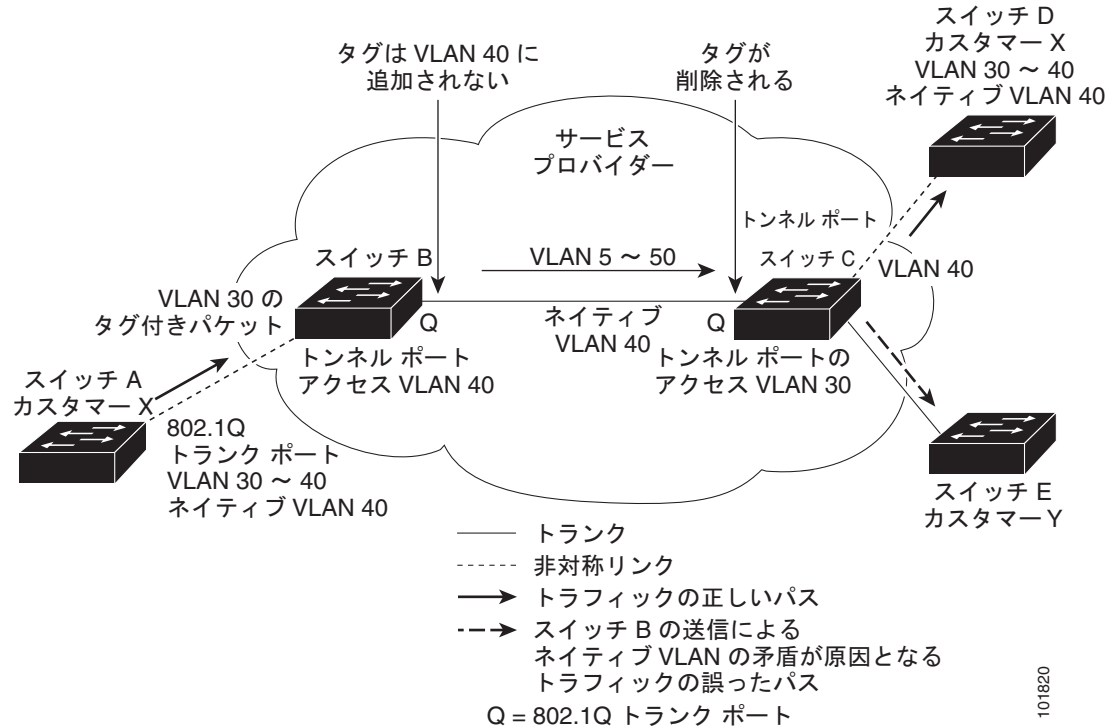 スイッチ D
カスタマー X
VLAN 30 ～ 40
ネイティブ VLAN 40
タグは VLAN 40 に
追加されない
タグが
削除される
サービス
プロバイダー
トンネル ポート
スイッチ B
VLAN 5 ～ 50
スイッチ C
VLAN 40
VLAN 30 の
タグ付きパケット
Q
ネイティブ
VLAN 40
Q
トンネル ポート
アクセス VLAN 40
トンネル ポートの
アクセス VLAN 30
スイッチ A
カスタマー X
802.1Q
トランク ポート
VLAN 30 ～ 40
ネイティブ VLAN 40
スイッチ E
カスタマー Y
トランク
非対称リンク
トラフィックの正しいパス
スイッチ B の送信による
ネイティブ VLAN の矛盾が原因となる
トラフィックの誤ったパス
Q = 802.1Q トランク ポート
101820